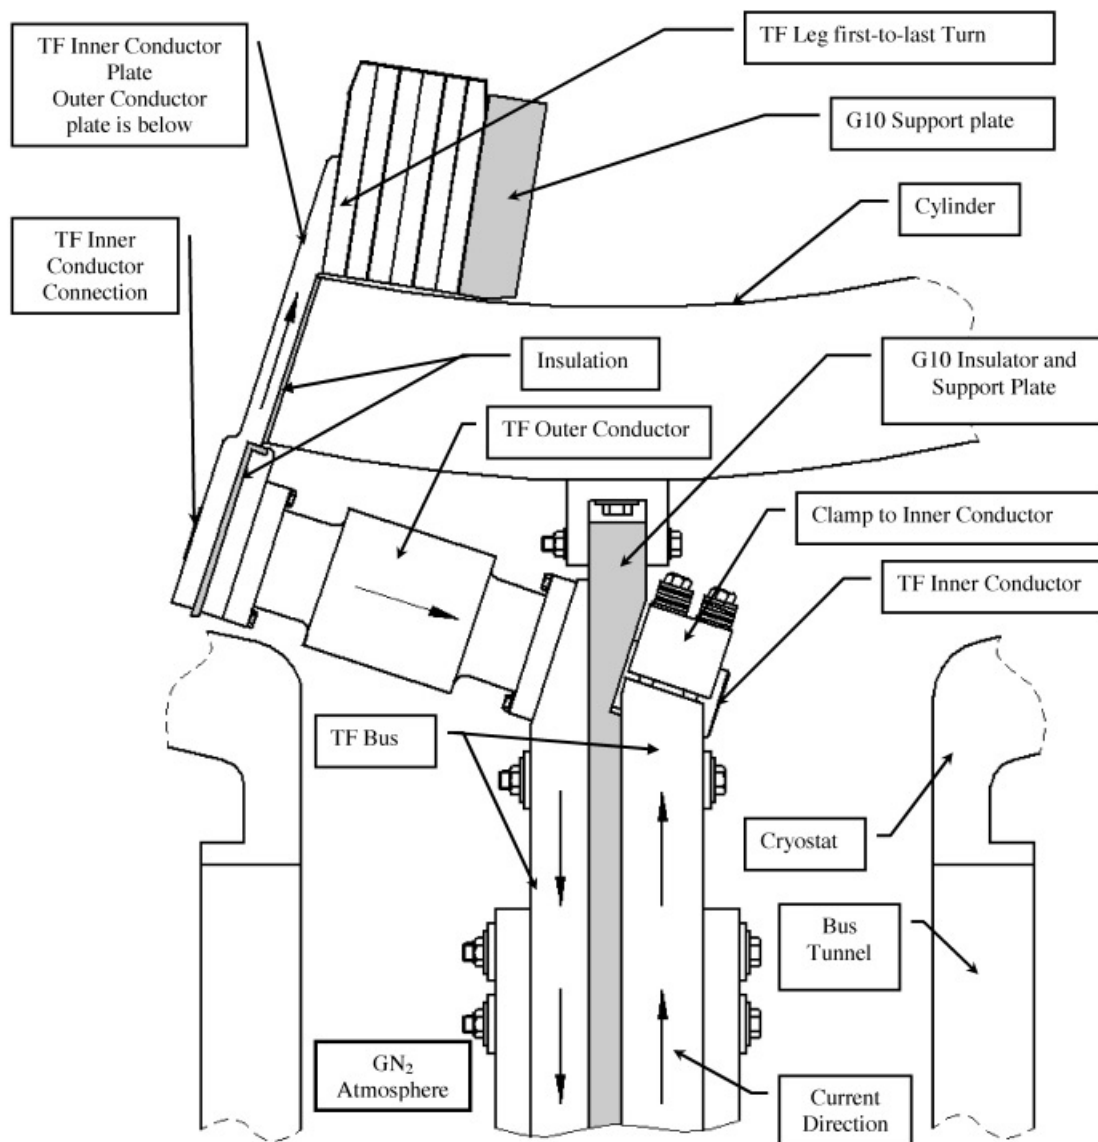 TF Inner Conductor
Plate
Outer Conductor
plate is below
TF Leg first-to-last Turn
G10 Support plate
Cylinder
TF Inner
Conductor
Connection
Insulation
G10 Insulator and
Support Plate
TF Outer Conductor
Clamp to Inner Conductor
TF Inner Conductor
TF Bus
Cryostat
Bus
Tunnel
GN₂
Atmosphere
Current
Direction